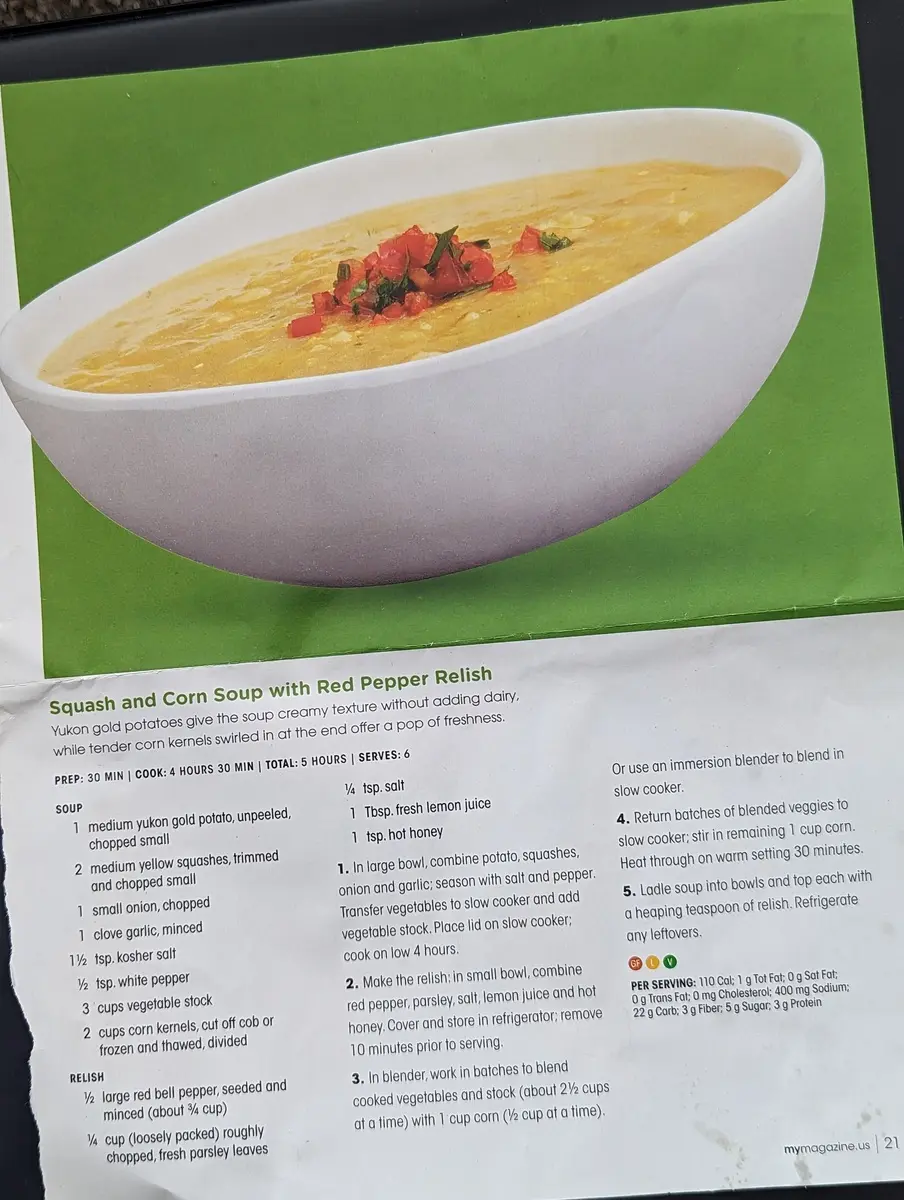 Squash and Corn Soup with Red Pepper Relish
Yukon gold potatoes give the soup creamy texture without adding dairy,
while tender corn kernels swirled in at the end offer a pop of freshness.
PREP: 30 MIN | COOK: 4 HOURS 30 MIN | TOTAL: 5 HOURS | SERVES: 6
SOUP
1 medium yukon gold potato, unpeeled,
chopped small
2 medium yellow squashes, trimmed
and chopped small
1 small onion, chopped
1 clove garlic, minced
1½ tsp. kosher salt
½ tsp. white pepper
3 cups vegetable stock
2 cups corn kernels, cut off cob or
frozen and thawed, divided
RELISH
½ large red bell pepper, seeded and
minced (about ¾ cup)
¼ cup (loosely packed) roughly
chopped, fresh parsley leaves
¼ tsp. salt
1 Tbsp. fresh lemon juice
1 tsp. hot honey
1. In large bowl, combine potato, squashes,
onion and garlic; season with salt and pepper.
Transfer vegetables to slow cooker and add
vegetable stock. Place lid on slow cooker;
cook on low 4 hours.
2. Make the relish: in small bowl, combine
red pepper, parsley, salt, lemon juice and hot
honey. Cover and store in refrigerator; remove
10 minutes prior to serving.
3. In blender, work in batches to blend
cooked vegetables and stock (about 2½ cups
at a time) with 1 cup corn (½ cup at a time).
Or use an immersion blender to blend in
slow cooker.
4. Return batches of blended veggies to
slow cooker; stir in remaining 1 cup corn.
Heat through on warm setting 30 minutes.
5. Ladle soup into bowls and top each with
a heaping teaspoon of relish. Refrigerate
any leftovers.
GF L V
PER SERVING: 110 Cal; 1 g Tot Fat; 0 g Sat Fat;
0 g Trans Fat; 0 mg Cholesterol; 400 mg Sodium;
22 g Carb; 3 g Fiber; 5 g Sugar; 3 g Protein
mymagazine.us | 21